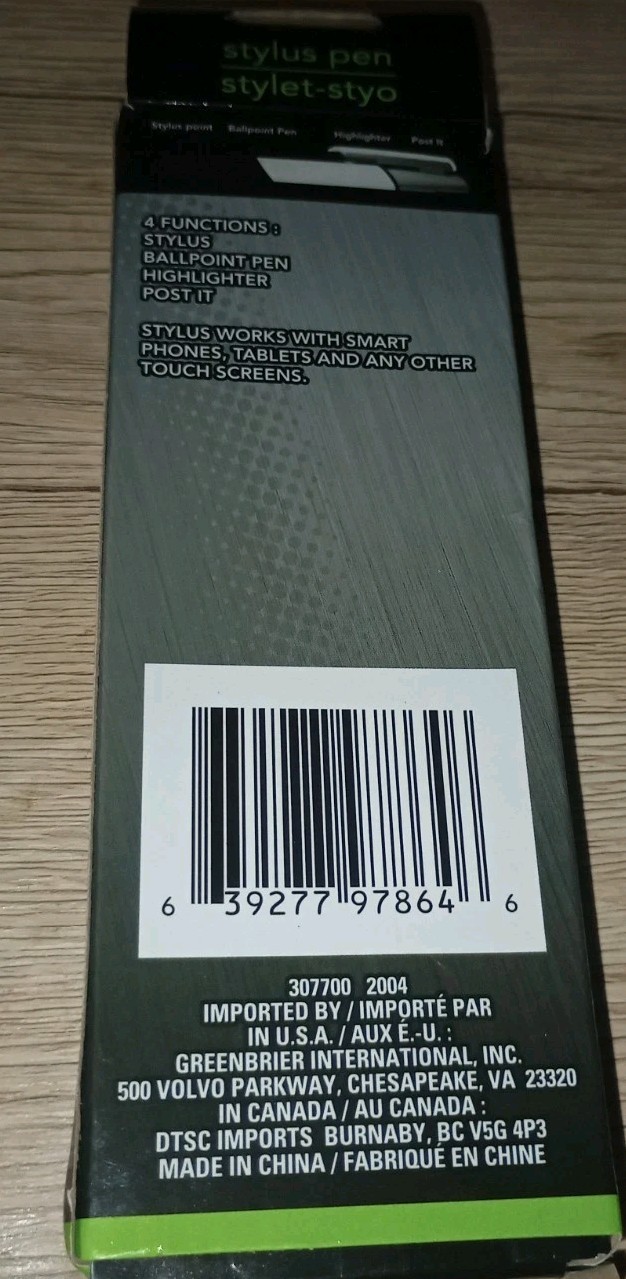 stylus pen
stylet-styo
Stylus point Ballpoint Pen Highlighter Post It
4 FUNCTIONS :
STYLUS
BALLPOINT PEN
HIGHLIGHTER
POST IT
STYLUS WORKS WITH SMART
PHONES, TABLETS AND ANY OTHER
TOUCH SCREENS.
6 39277 97864 6
307700 2004
IMPORTED BY / IMPORTÉ PAR
IN U.S.A. / AUX É.-U. :
GREENBRIER INTERNATIONAL, INC.
500 VOLVO PARKWAY, CHESAPEAKE, VA 23320
IN CANADA / AU CANADA :
DTSC IMPORTS BURNABY, BC V5G 4P3
MADE IN CHINA / FABRIQUÉ EN CHINE